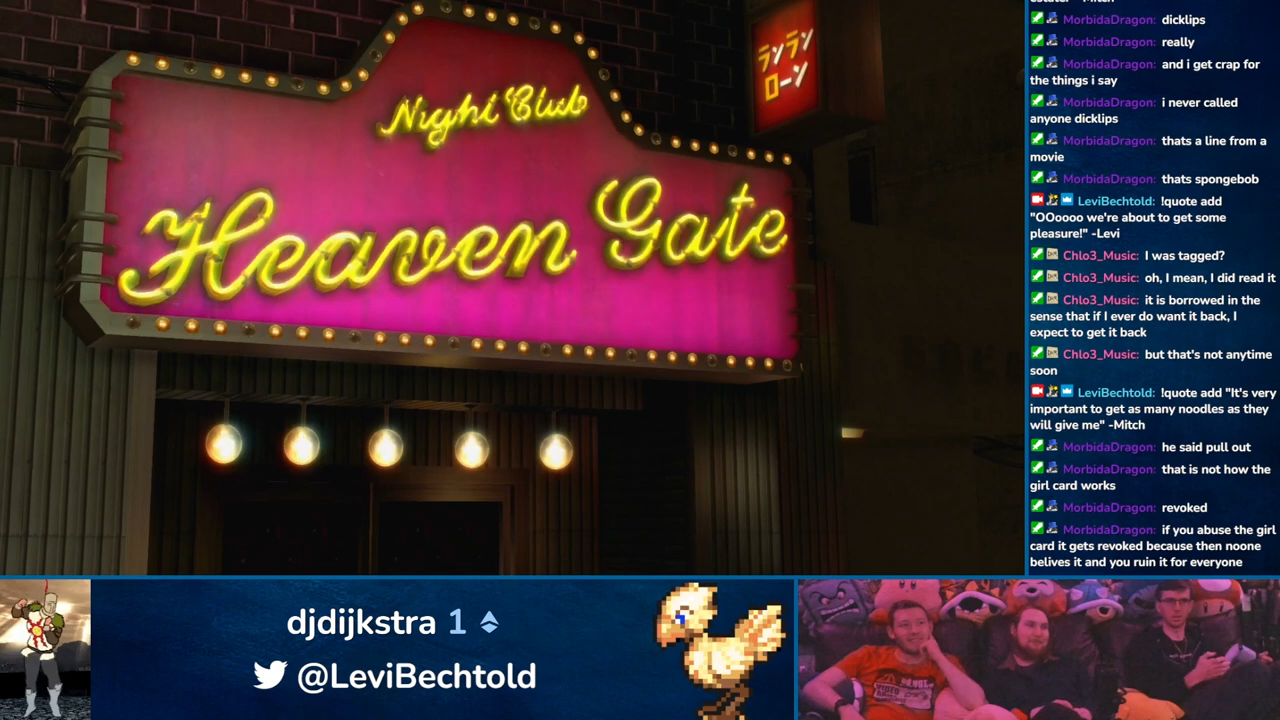 Night Club
Heaven Gate
ランラン
ローン
MorbidaDragon: dicklips
MorbidaDragon: really
MorbidaDragon: and i get crap for
the things i say
MorbidaDragon: i never called
anyone dicklips
MorbidaDragon: thats a line from a
movie
MorbidaDragon: thats spongebob
LeviBechtold: !quote add
"OOoooo we're about to get some
pleasure!" -Levi
Chlo3_Music: I was tagged?
Chlo3_Music: oh, I mean, I did read it
Chlo3_Music: it is borrowed in the
sense that if I ever do want it back, I
expect to get it back
Chlo3_Music: but that's not anytime
soon
LeviBechtold: !quote add "It's very
important to get as many noodles as they
will give me" -Mitch
MorbidaDragon: he said pull out
MorbidaDragon: that is not how the
girl card works
MorbidaDragon: revoked
MorbidaDragon: if you abuse the girl
card it gets revoked because then noone
belives it and you ruin it for everyone
djdijkstra 1
@LeviBechtold